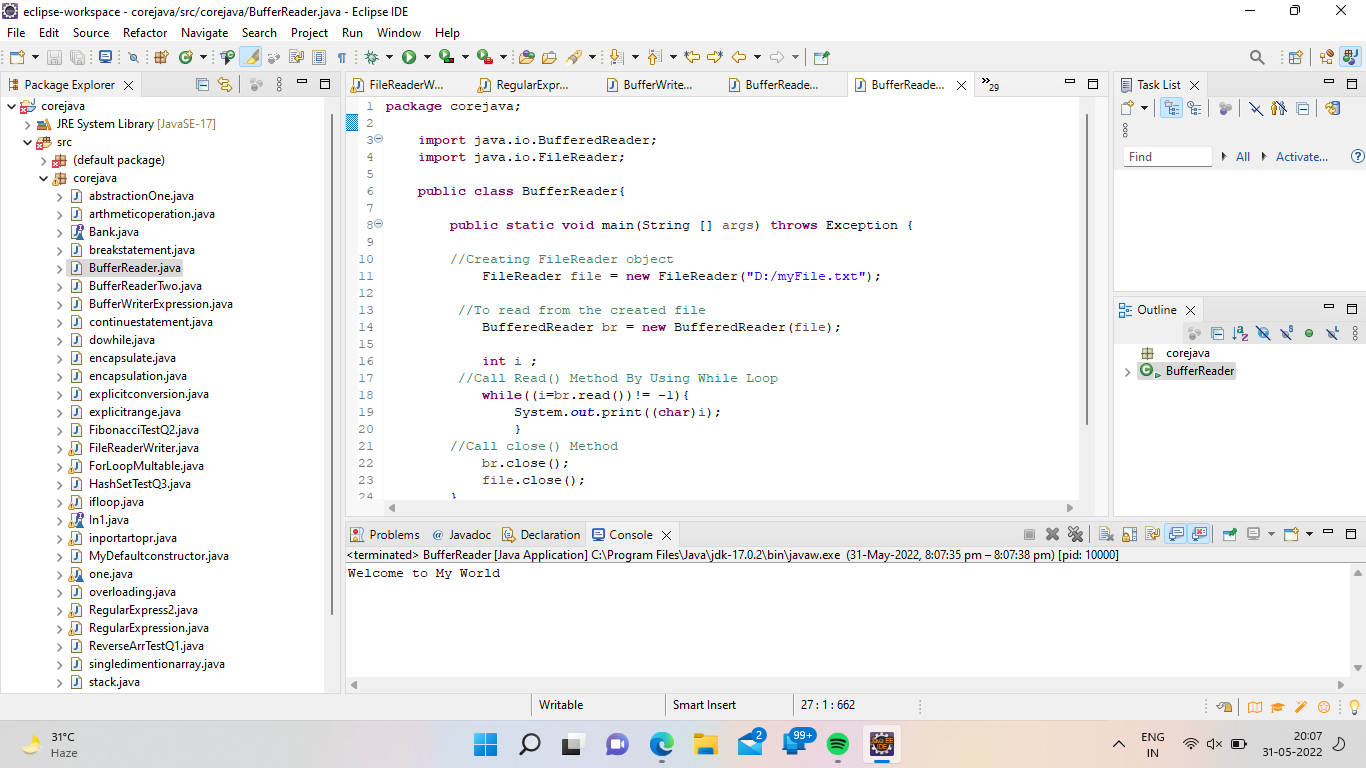 eclipse-workspace - corejava/src/corejava/BufferReader.java - Eclipse IDE
File Edit Source Refactor Navigate Search Project Run Window Help
Package Explorer
corejava
JRE System Library [JavaSE-17]
src
(default package)
corejava
abstractionOne.java
arthmeticoperation.java
Bank.java
breakstatement.java
BufferReader.java
BufferReaderTwo.java
BufferWriterExpression.java
continuestatement.java
dowhile.java
encapsulate.java
encapsulation.java
explicitconversion.java
explicitrange.java
FibonacciTestQ2.java
FileReaderWriter.java
ForLoopMultable.java
HashSetTestQ3.java
ifloop.java
In1.java
inportartopr.java
MyDefaultconstructor.java
one.java
overloading.java
RegularExpress2.java
RegularExpression.java
ReverseArrTestQ1.java
singledimentionarray.java
stack.java
FileReaderW... RegularExpr... BufferWrite... BufferReade... BufferReade... »29
1 package corejava;
2
3 import java.io.BufferedReader;
4 import java.io.FileReader;
5
6 public class BufferReader{
7
8 public static void main(String [] args) throws Exception {
9
10 //Creating FileReader object
11 FileReader file = new FileReader("D:/myFile.txt");
12
13 //To read from the created file
14 BufferedReader br = new BufferedReader(file);
15
16 int i ;
17 //Call Read() Method By Using While Loop
18 while((i=br.read())!= -1){
19 System.out.print((char)i);
20 }
21 //Call close() Method
22 br.close();
23 file.close();
24 }
Task List
Find All Activate...
Outline
corejava
BufferReader
Problems @ Javadoc Declaration Console
<terminated> BufferReader [Java Application] C:\Program Files\Java\jdk-17.0.2\bin\javaw.exe (31-May-2022, 8:07:35 pm – 8:07:38 pm) [pid: 10000]
Welcome to My World
Writable Smart Insert 27 : 1 : 662
31°C
Haze
2
99+
Java EE
IDE
ENG
IN
20:07
31-05-2022